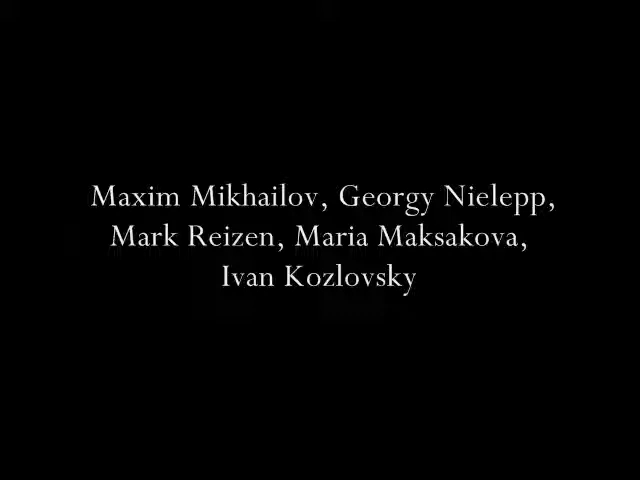 Maxim Mikhailov, Georgy Nielepp,
Mark Reizen, Maria Maksakova,
Ivan Kozlovsky